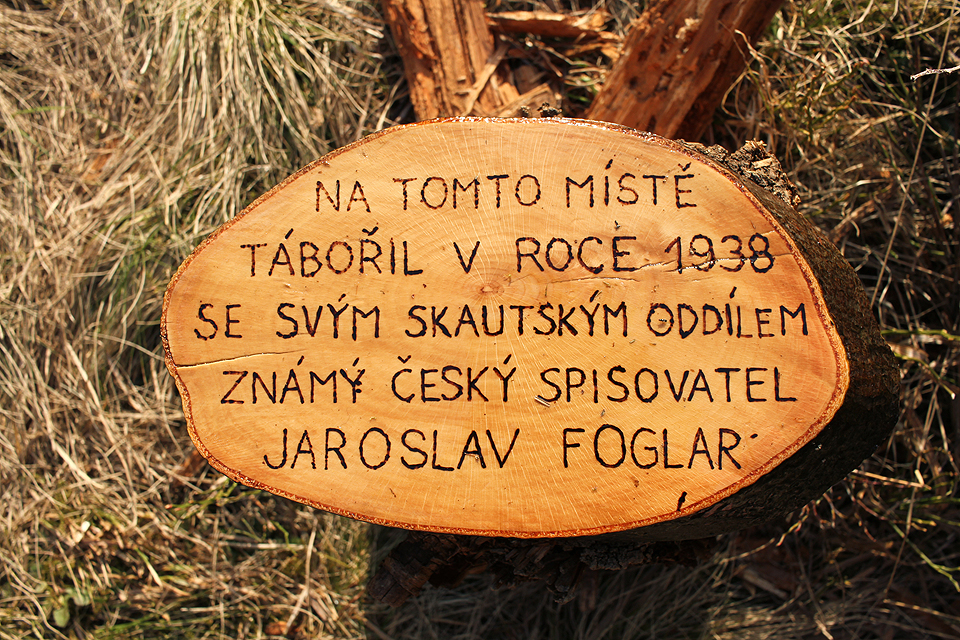 NA TOMTO MÍSTĚ
TÁBOŘIL V ROCE 1938
SE SVÝM SKAUTSKÝM ODDÍLEM
ZNÁMÝ ČESKÝ SPISOVATEL
JAROSLAV FOGLAR